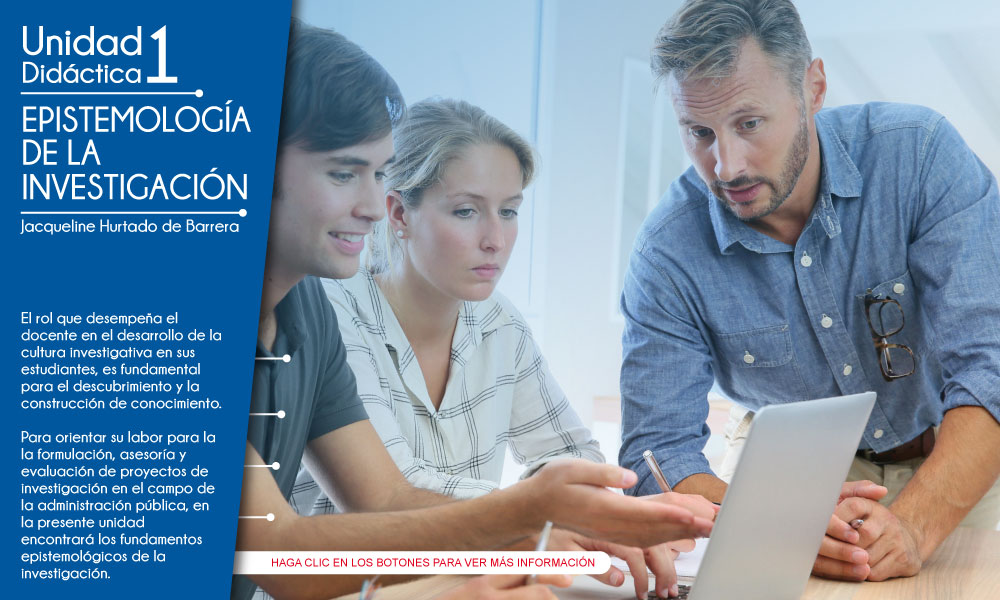 Unidad 1
Didáctica
EPISTEMOLOGÍA
DE LA
INVESTIGACIÓN
Jacqueline Hurtado de Barrera
El rol que desempeña el
docente en el desarrollo de la
cultura investigativa en sus
estudiantes, es fundamental
para el descubrimiento y la
construcción de conocimiento.
Para orientar su labor para la
la formulación, asesoría y
evaluación de proyectos de
investigación en el campo de
la administración pública, en
la presente unidad
encontrará los fundamentos
epistemológicos de la
investigación.
HAGA CLIC EN LOS BOTONES PARA VER MÁS INFORMACIÓN